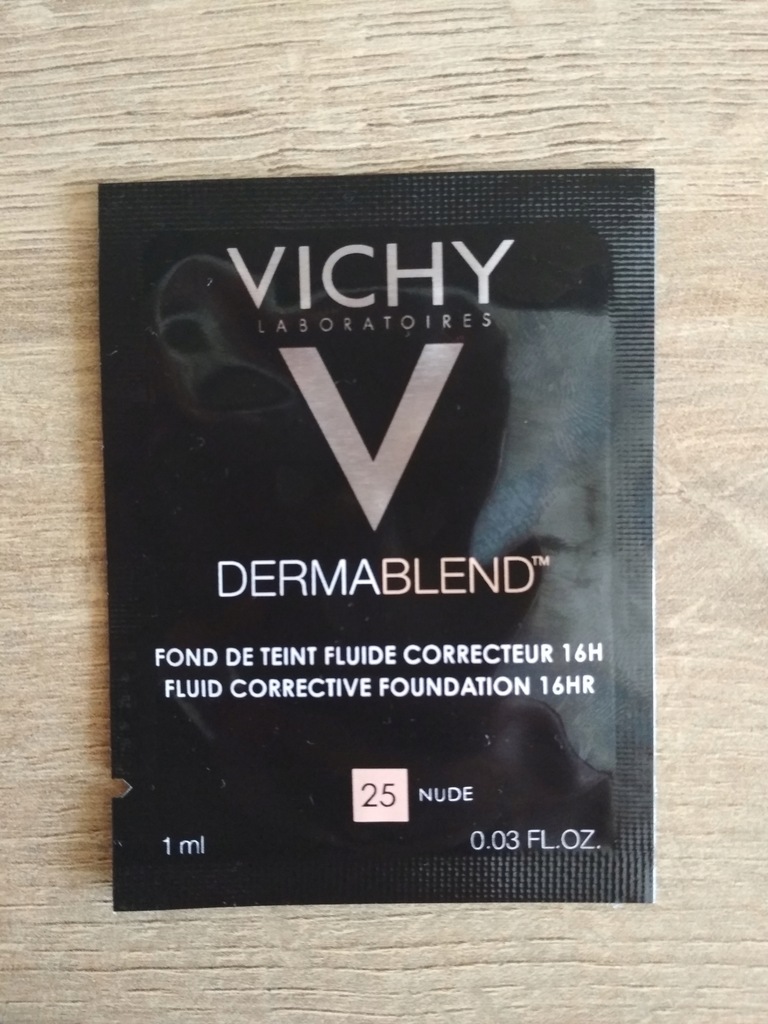 VICHY
LABORATOIRES
V
DERMABLEND™
FOND DE TEINT FLUIDE CORRECTEUR 16H
FLUID CORRECTIVE FOUNDATION 16HR
25 NUDE
1 ml 0.03 FL.OZ.